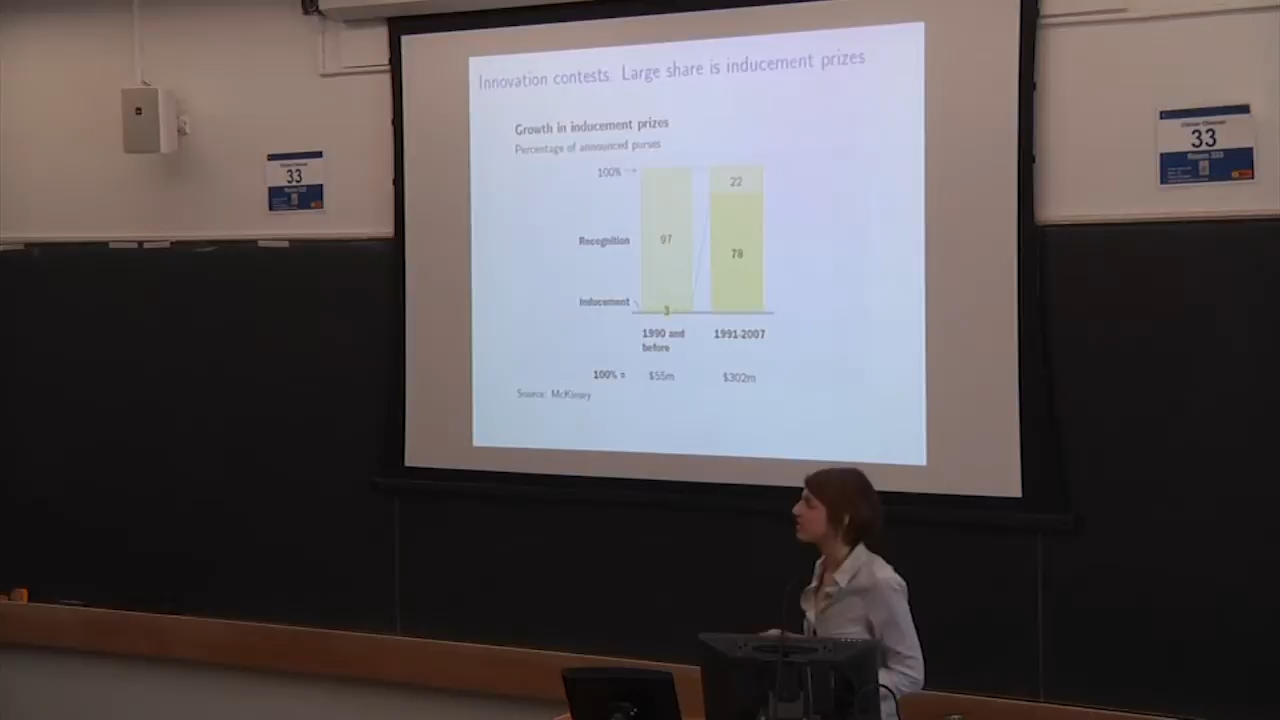 Innovation contests: Large share is inducement prizes
Growth in inducement prizes
Percentage of announced purses
100%
22
Recognition
97
78
Inducement
3
1990 and
before
1991-2007
100% =
$55m
$302m
Source: McKinsey
33
33